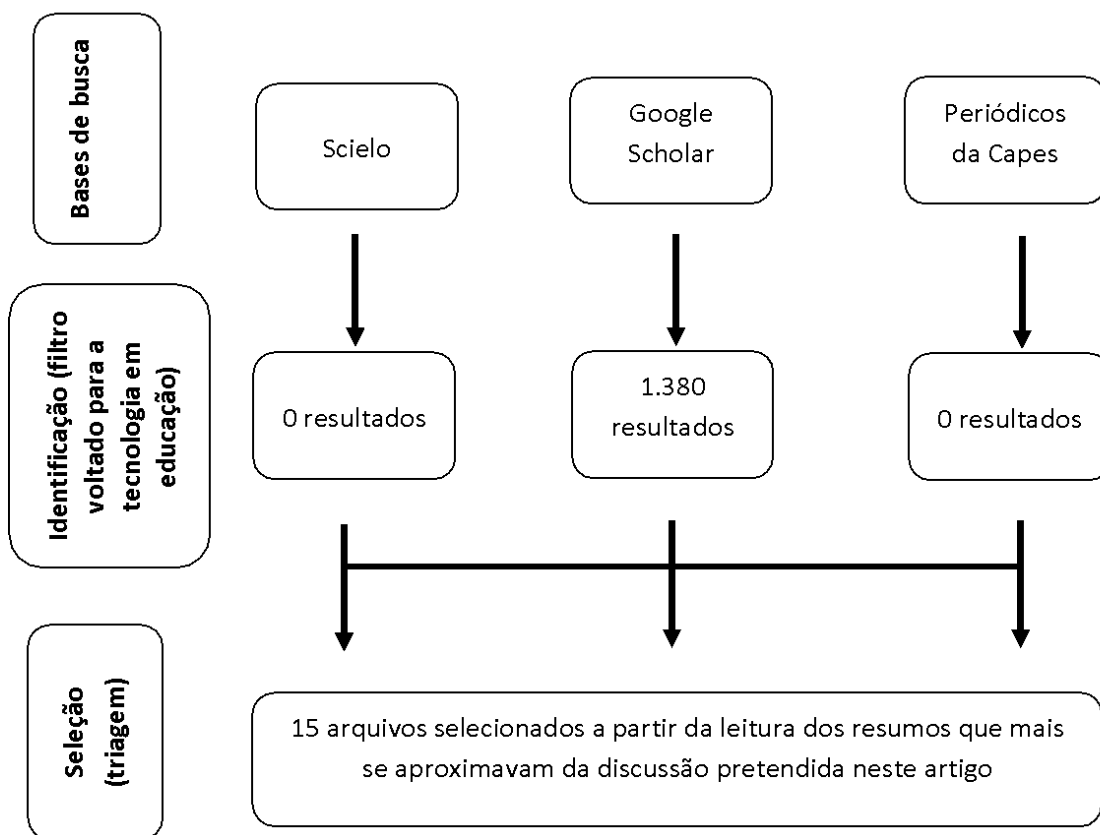 Bases de busca
Scielo
Google
Scholar
Periódicos
da Capes
Identificação (filtro
voltado para a
tecnologia em
educação)
0 resultados
1.380
resultados
0 resultados
Seleção
(triagem)
15 arquivos selecionados a partir da leitura dos resumos que mais
se aproximavam da discussão pretendida neste artigo